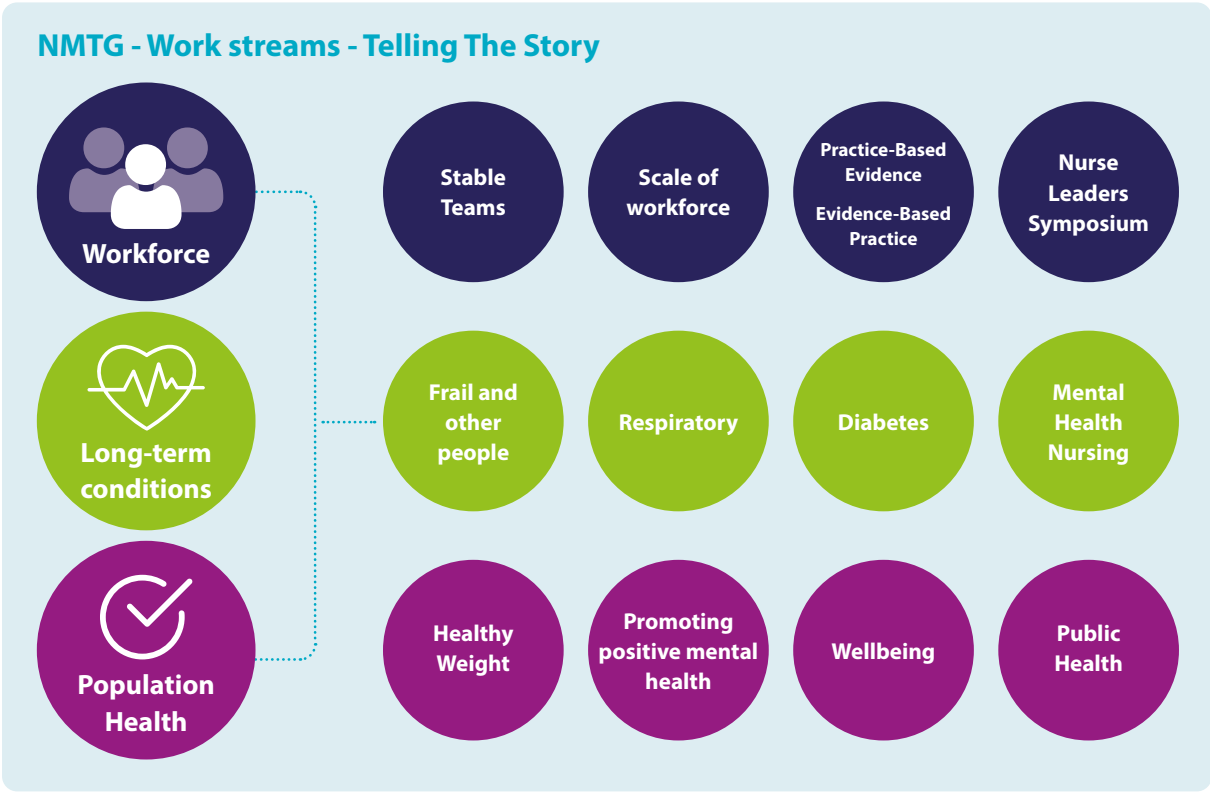 NMTG - Work streams - Telling The Story
Workforce
Stable
Teams
Scale of
workforce
Practice-Based
Evidence
Evidence-Based
Practice
Nurse
Leaders
Symposium
Long-term
conditions
Frail and
other
people
Respiratory
Diabetes
Mental
Health
Nursing
Population
Health
Healthy
Weight
Promoting
positive mental
health
Wellbeing
Public
Health